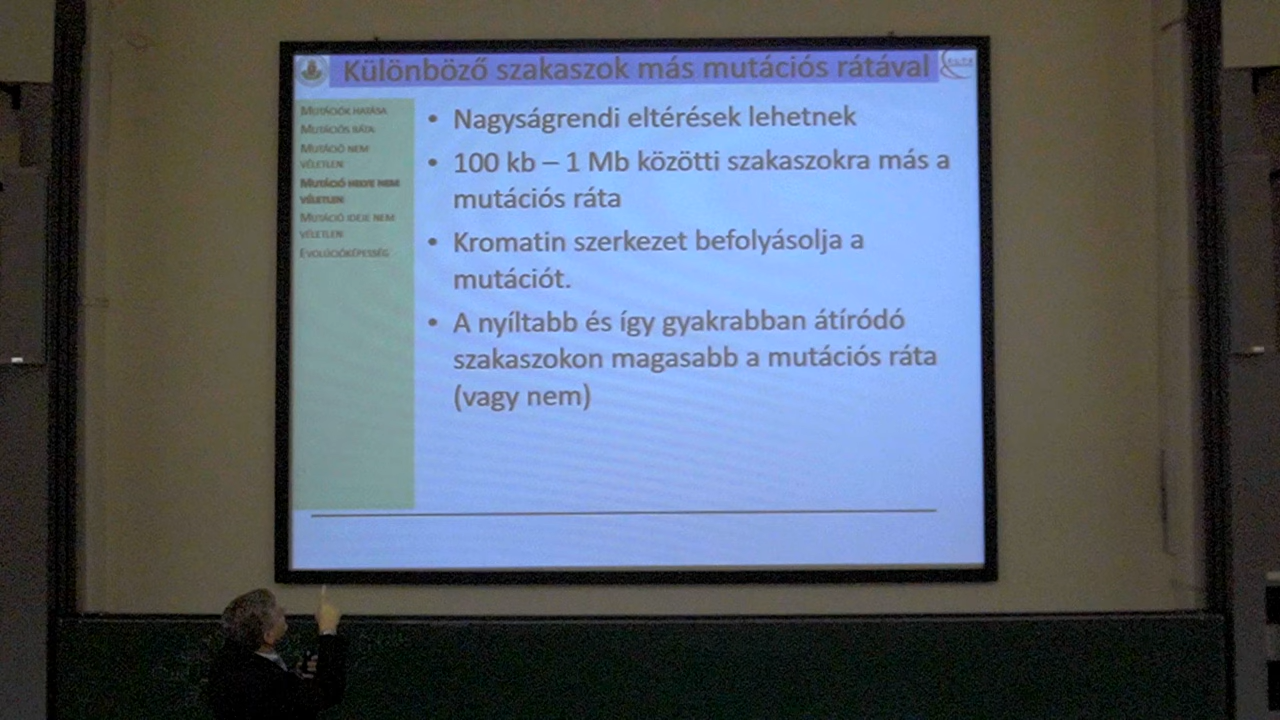 Különböző szakaszok más mutációs rátával
ELTE
MUTÁCIÓK HATÁSA
MUTÁCIÓS RÁTA
MUTÁCIÓ NEM
VÉLETLEN
MUTÁCIÓ HELYE NEM
VÉLETLEN
MUTÁCIÓ IDEJE NEM
VÉLETLEN
EVOLÚCIÓKÉPESSÉG
• Nagyságrendi eltérések lehetnek
• 100 kb – 1 Mb közötti szakaszokra más a
mutációs ráta
• Kromatin szerkezet befolyásolja a
mutációt.
• A nyíltabb és így gyakrabban átíródó
szakaszokon magasabb a mutációs ráta
(vagy nem)